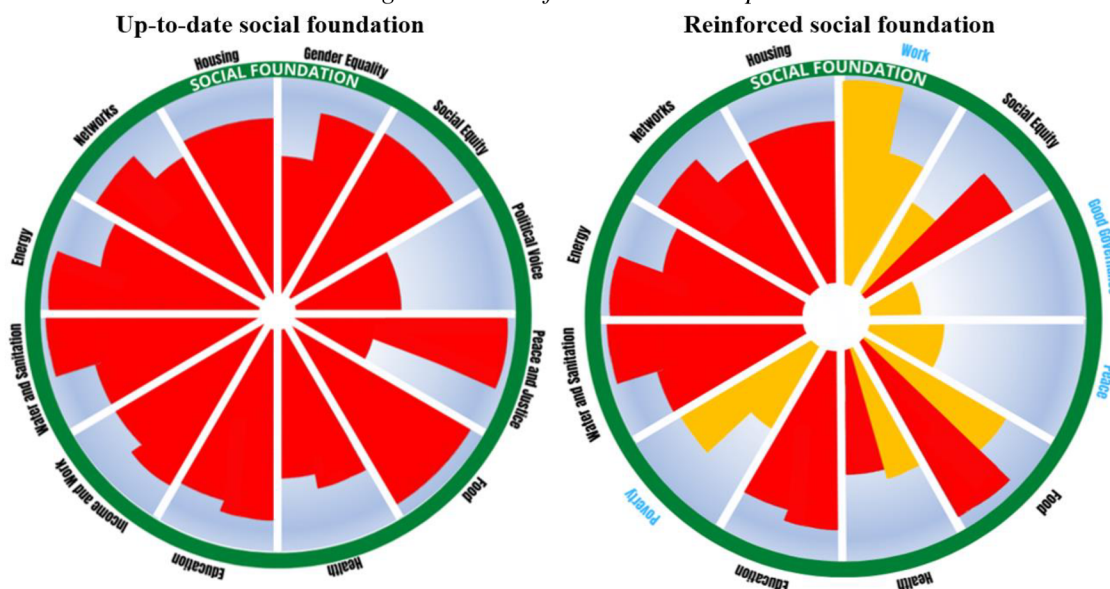 Up-to-date social foundation
Reinforced social foundation
SOCIAL FOUNDATION
Housing
Gender Equality
Social Equity
Political Voice
Peace and Justice
Food
Health
Education
Income and Work
Water and Sanitation
Energy
Networks
SOCIAL FOUNDATION
Housing
Work
Social Equity
Good
Peace
Food
Health
Education
Poverty
Water and Sanitation
Energy
Networks